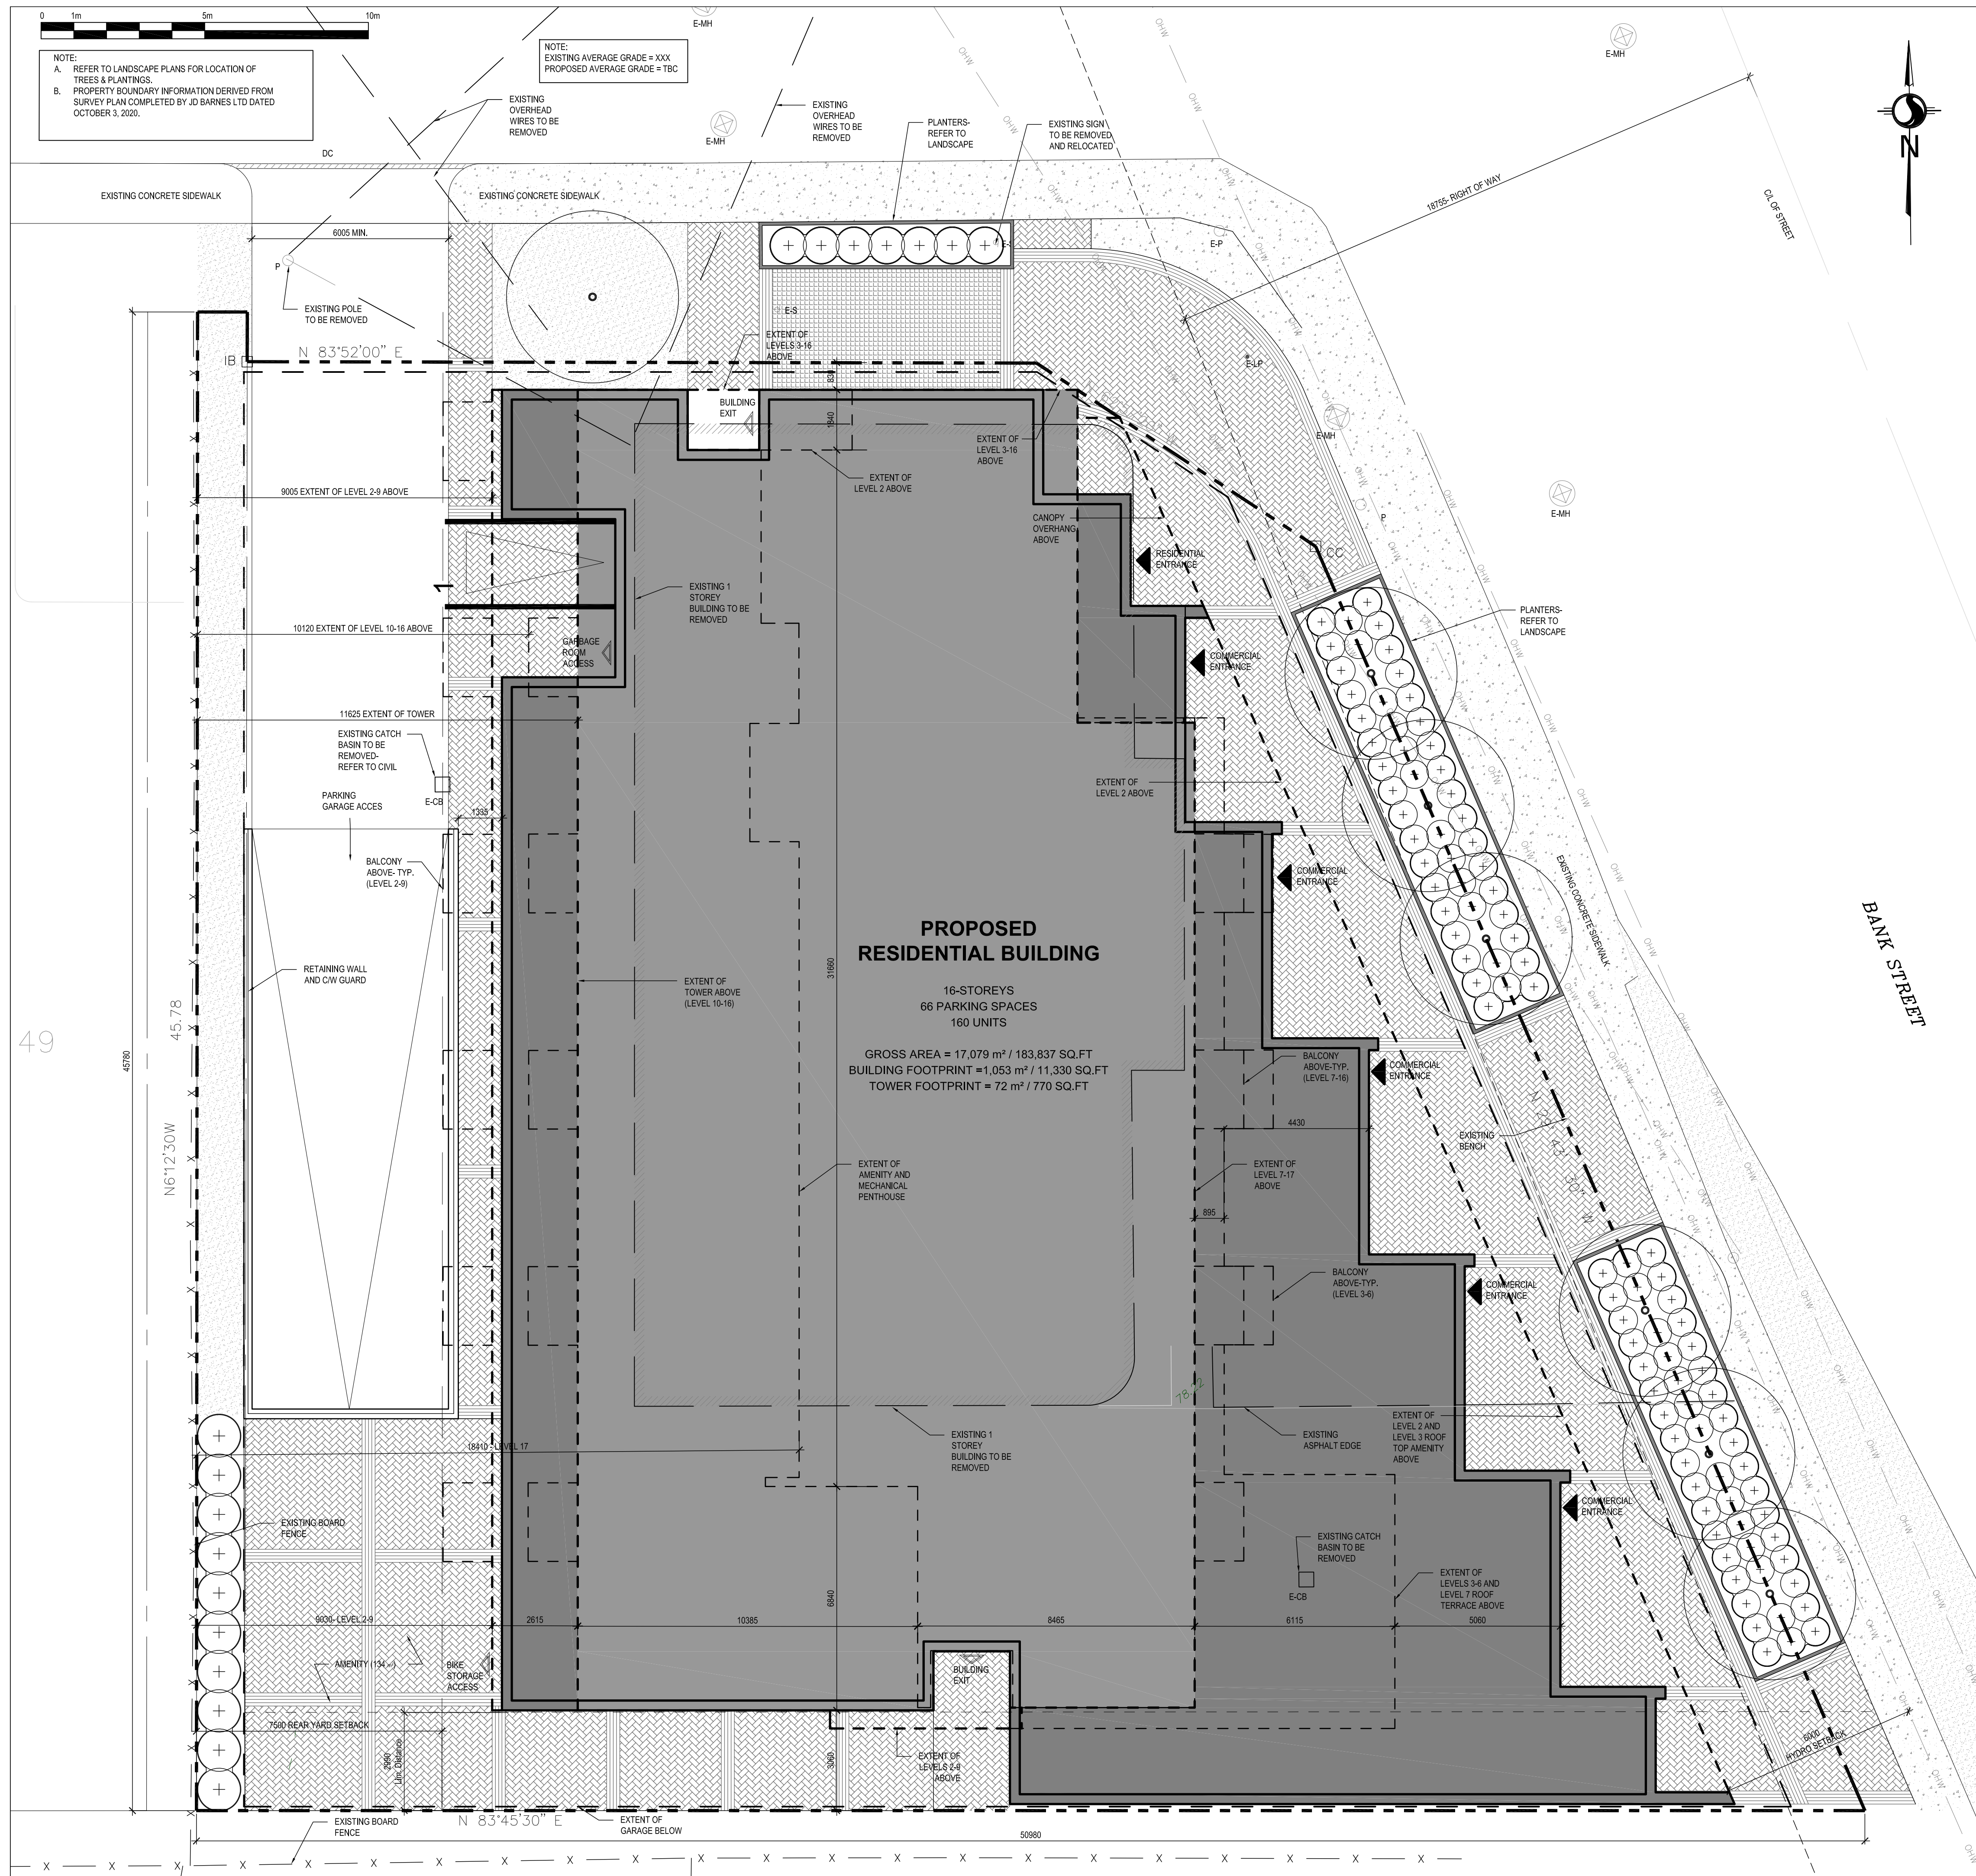 0 1m 5m 10m
NOTE:
A. REFER TO LANDSCAPE PLANS FOR LOCATION OF
TREES & PLANTINGS.
B. PROPERTY BOUNDARY INFORMATION DERIVED FROM
SURVEY PLAN COMPLETED BY JD BARNES LTD DATED
OCTOBER 3, 2020.
NOTE:
EXISTING AVERAGE GRADE = XXX
PROPOSED AVERAGE GRADE = TBC
E-MH
E-MH
E-MH
EXISTING
OVERHEAD
WIRES TO BE
REMOVED
EXISTING
OVERHEAD
WIRES TO BE
REMOVED
PLANTERS-
REFER TO
LANDSCAPE
EXISTING SIGN
TO BE REMOVED
AND RELOCATED
N
18755- RIGHT OF WAY
C/L OF STREET
DC
EXISTING CONCRETE SIDEWALK
EXISTING CONCRETE SIDEWALK
6005 MIN.
P
EXISTING POLE
TO BE REMOVED
E-S
E-P
E-LP
E-MH
E-MH
P
CC
IB
N 83°52'00" E
EXTENT OF
LEVELS 3-16
ABOVE
830
1840
BUILDING
EXIT
EXTENT OF
LEVEL 3-16
ABOVE
EXTENT OF
LEVEL 2 ABOVE
9005 EXTENT OF LEVEL 2-9 ABOVE
CANOPY
OVERHANG
ABOVE
RESIDENTIAL
ENTRANCE
1
EXISTING 1
STOREY
BUILDING TO BE
REMOVED
PLANTERS-
REFER TO
LANDSCAPE
10120 EXTENT OF LEVEL 10-16 ABOVE
GARBAGE
ROOM
ACCESS
COMMERCIAL
ENTRANCE
11625 EXTENT OF TOWER
EXISTING CATCH
BASIN TO BE
REMOVED-
REFER TO CIVIL
E-CB
PARKING
GARAGE ACCES
1335
EXTENT OF
LEVEL 2 ABOVE
BALCONY
ABOVE- TYP.
(LEVEL 2-9)
COMMERCIAL
ENTRANCE
EXISTING CONCRETE SIDEWALK
BANK STREET
PROPOSED
RESIDENTIAL BUILDING
16-STOREYS
66 PARKING SPACES
160 UNITS
GROSS AREA = 17,079 m² / 183,837 SQ.FT
BUILDING FOOTPRINT =1,053 m² / 11,330 SQ.FT
TOWER FOOTPRINT = 72 m² / 770 SQ.FT
31660
RETAINING WALL
AND C/W GUARD
EXTENT OF
TOWER ABOVE
(LEVEL 10-16)
49
45780
45.78
N6°12'30W
BALCONY
ABOVE-TYP.
(LEVEL 7-16)
COMMERCIAL
ENTRANCE
4430
EXISTING
BENCH
N 29° 43' 30" W
EXTENT OF
AMENITY AND
MECHANICAL
PENTHOUSE
EXTENT OF
LEVEL 7-17
ABOVE
895
BALCONY
ABOVE-TYP.
(LEVEL 3-6)
COMMERCIAL
ENTRANCE
18410 - LEVEL 17
EXISTING 1
STOREY
BUILDING TO BE
REMOVED
EXISTING
ASPHALT EDGE
EXTENT OF
LEVEL 2 AND
LEVEL 3 ROOF
TOP AMENITY
ABOVE
COMMERCIAL
ENTRANCE
EXISTING BOARD
FENCE
EXISTING CATCH
BASIN TO BE
REMOVED
E-CB
EXTENT OF
LEVELS 3-6 AND
LEVEL 7 ROOF
TERRACE ABOVE
6840
9030- LEVEL 2-9 2615 10385 8465 6115 5060
AMENITY (134 m²)
BIKE
STORAGE
ACCESS
BUILDING
EXIT
7500 REAR YARD SETBACK
2990
Lim. Distance
3060
EXTENT OF
LEVELS 2-9
ABOVE
6000
HYDRO SETBACK
EXISTING BOARD
FENCE
N 83°45'30" E
EXTENT OF
GARAGE BELOW
50980